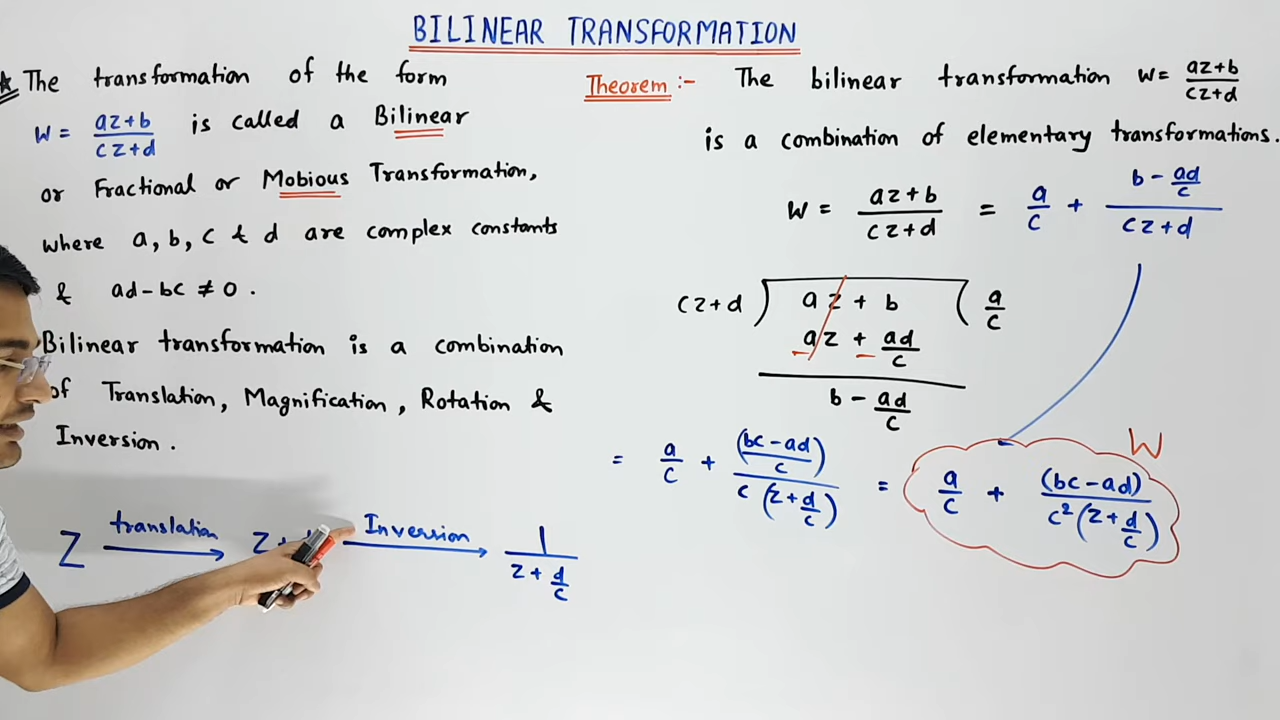 BILINEAR TRANSFORMATION
★ The transformation of the form
W = az+b / cz+d is called a Bilinear
or Fractional or Mobious Transformation,
where a, b, c & d are complex constants
& ad-bc ≠ 0.
Bilinear transformation is a combination
of Translation, Magnification, Rotation &
Inversion.
Z translation → Z + Inversion → 1 / z + d/c
Theorem :- The bilinear transformation W = az+b / cz+d
is a combination of elementary transformations.
W = az+b / cz+d = a/c + (b - ad/c) / cz+d
cz+d ) az + b ( a/c
az + ad/c
− −
b - ad/c
= a/c + ((bc-ad)/c) / c(z+d/c) = a/c + (bc-ad) / c²(z+d/c)
W